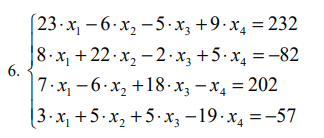 23·x₁ −6·x₂ −5·x₃ +9·x₄ = 232
8·x₁ +22·x₂ −2·x₃ +5·x₄ =−82
6.
7·x₁ −6·x₂ +18·x₃ −x₄ = 202
3·x₁ +5·x₂ +5·x₃ −19·x₄ =−57